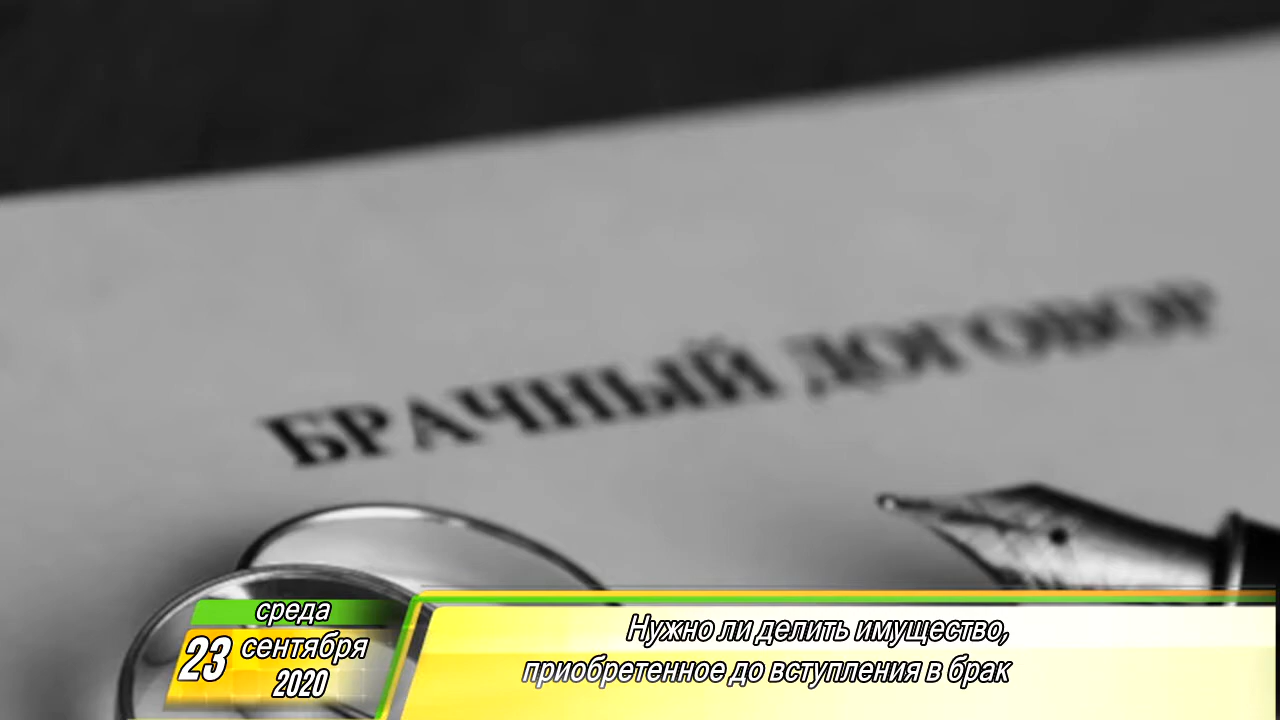 БРАЧНЫЙ ДОГОВОР
среда
23 сентября
2020
Нужно ли делить имущество,
приобретенное до вступления в брак